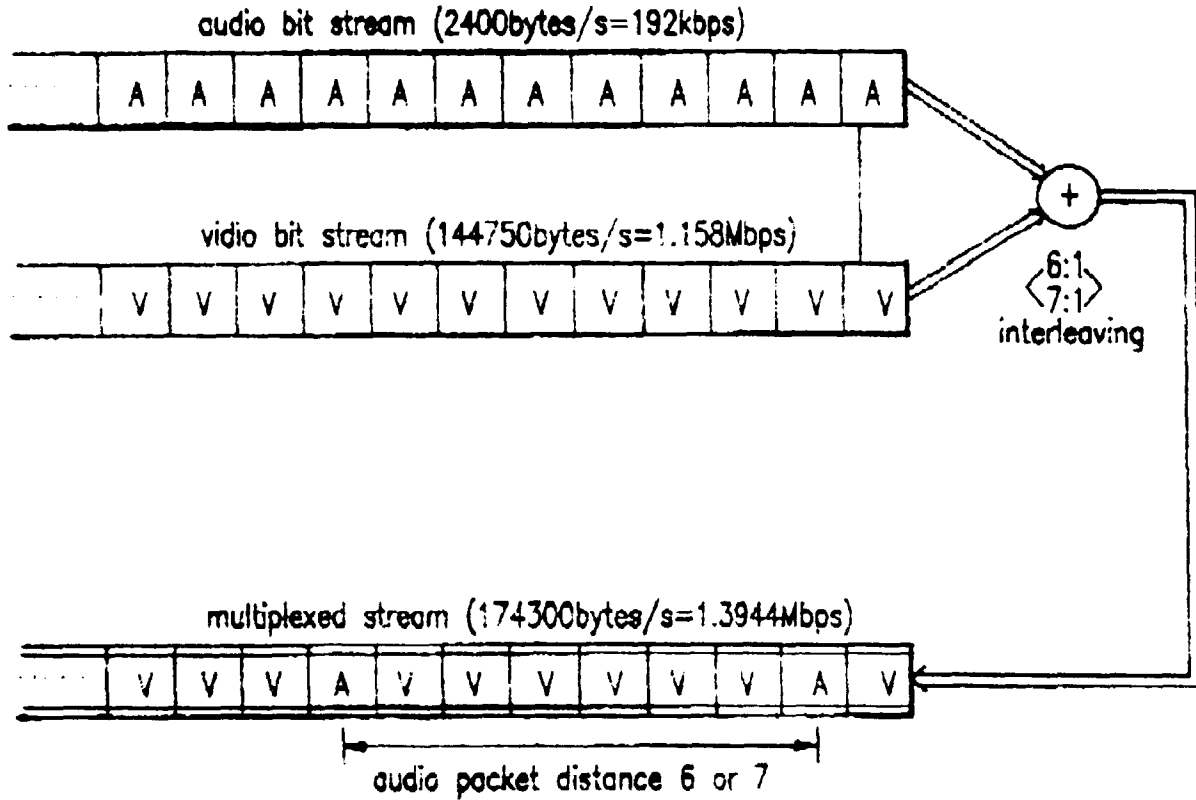 audio bit stream (2400bytes/s=192kbps)
A A A A A A A A A A A A
+
vidio bit stream (144750bytes/s=1.158Mbps)
V V V V V V V V V V V V
6:1
7:1
interleaving
multiplexed stream (174300bytes/s=1.3944Mbps)
V V V A V V V V V V A V
audio packet distance 6 or 7